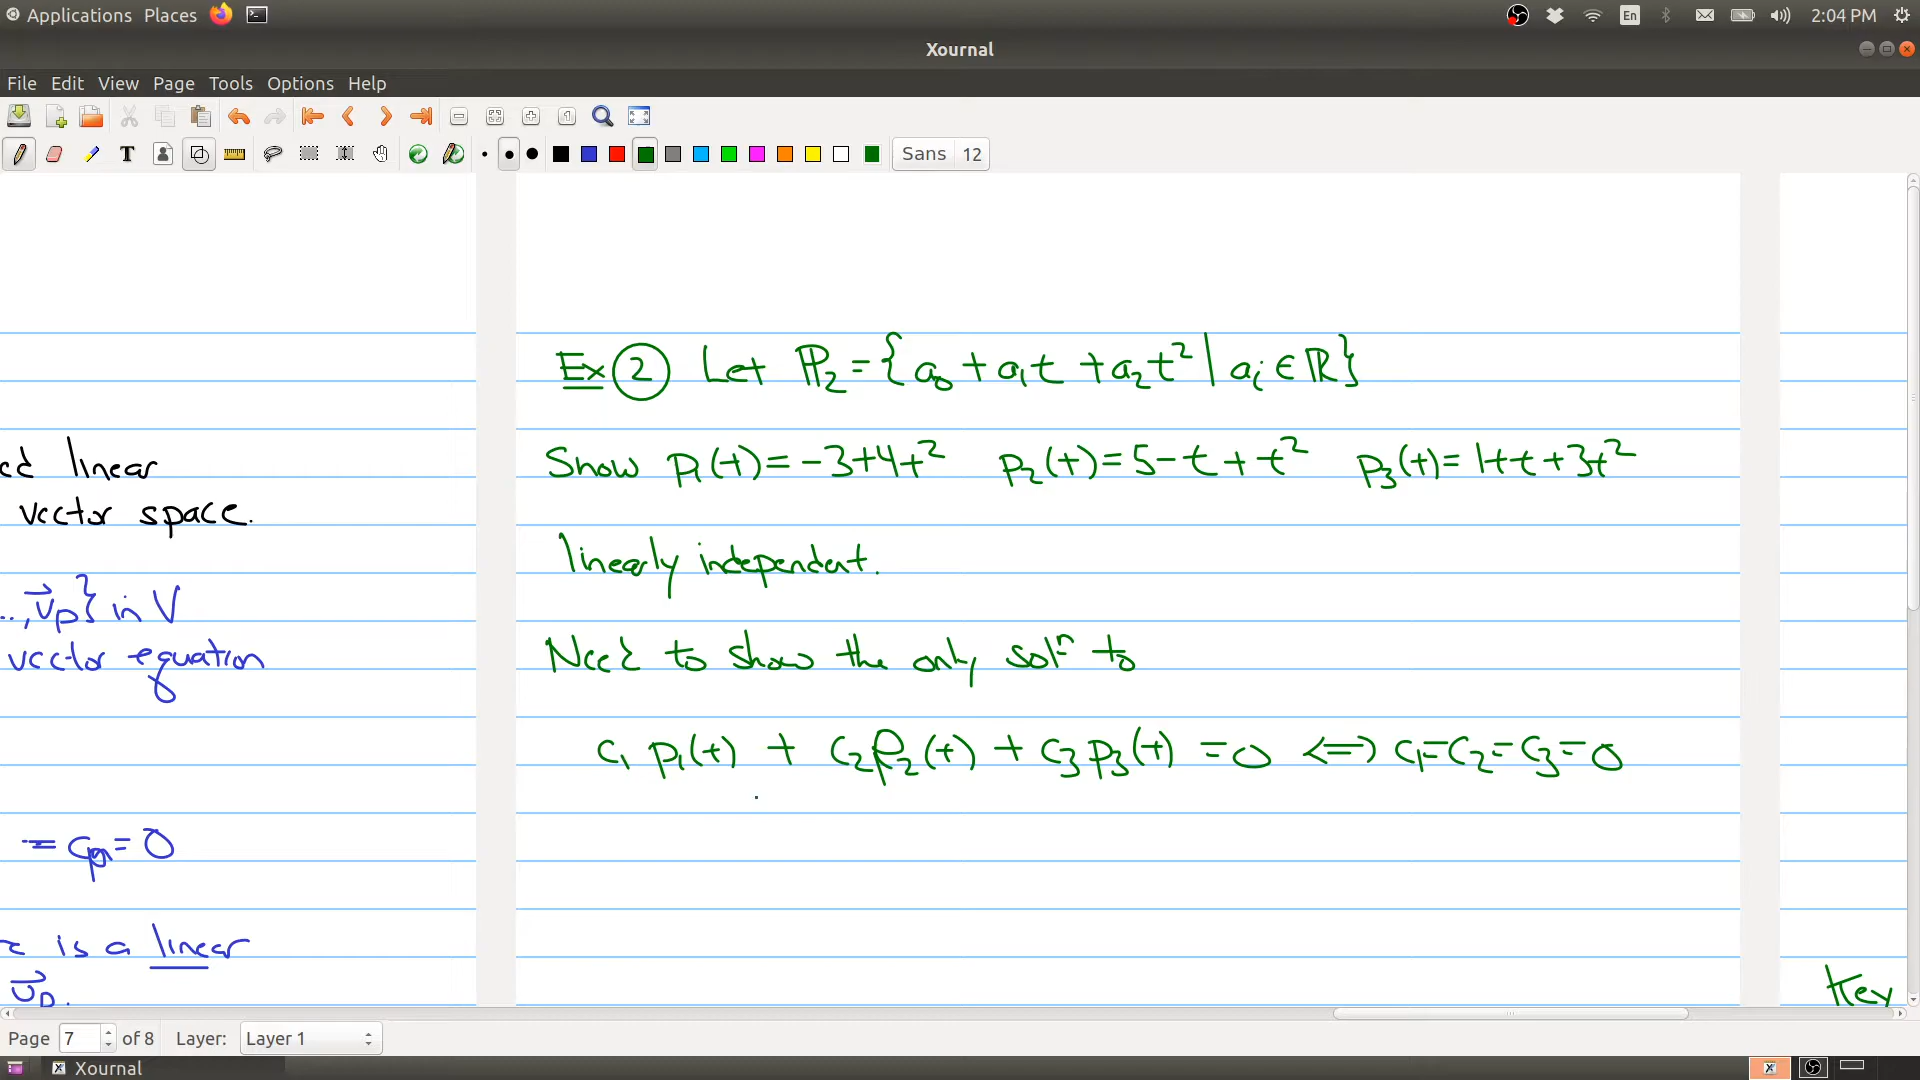 Applications Places En 2:04 PM
Xournal
File Edit View Page Tools Options Help
Sans 12
linear
vector space.
..., v⃗p} in V
vector equation
= cp = 0
is a linear
v⃗p.
Ex ② Let ℙ₂ = {a₀ + a₁t + a₂t² | aᵢ ∈ ℝ}
Show p₁(t) = -3+4t² p₂(t) = 5-t+t² p₃(t) = 1+t+3t²
linearly independent.
Need to show the only solⁿ to
c₁ p₁(t) + c₂p₂(t) + c₃p₃(t) = 0 ⟺ c₁=c₂=c₃=0
Key
Page 7 of 8 Layer: Layer 1
Xournal